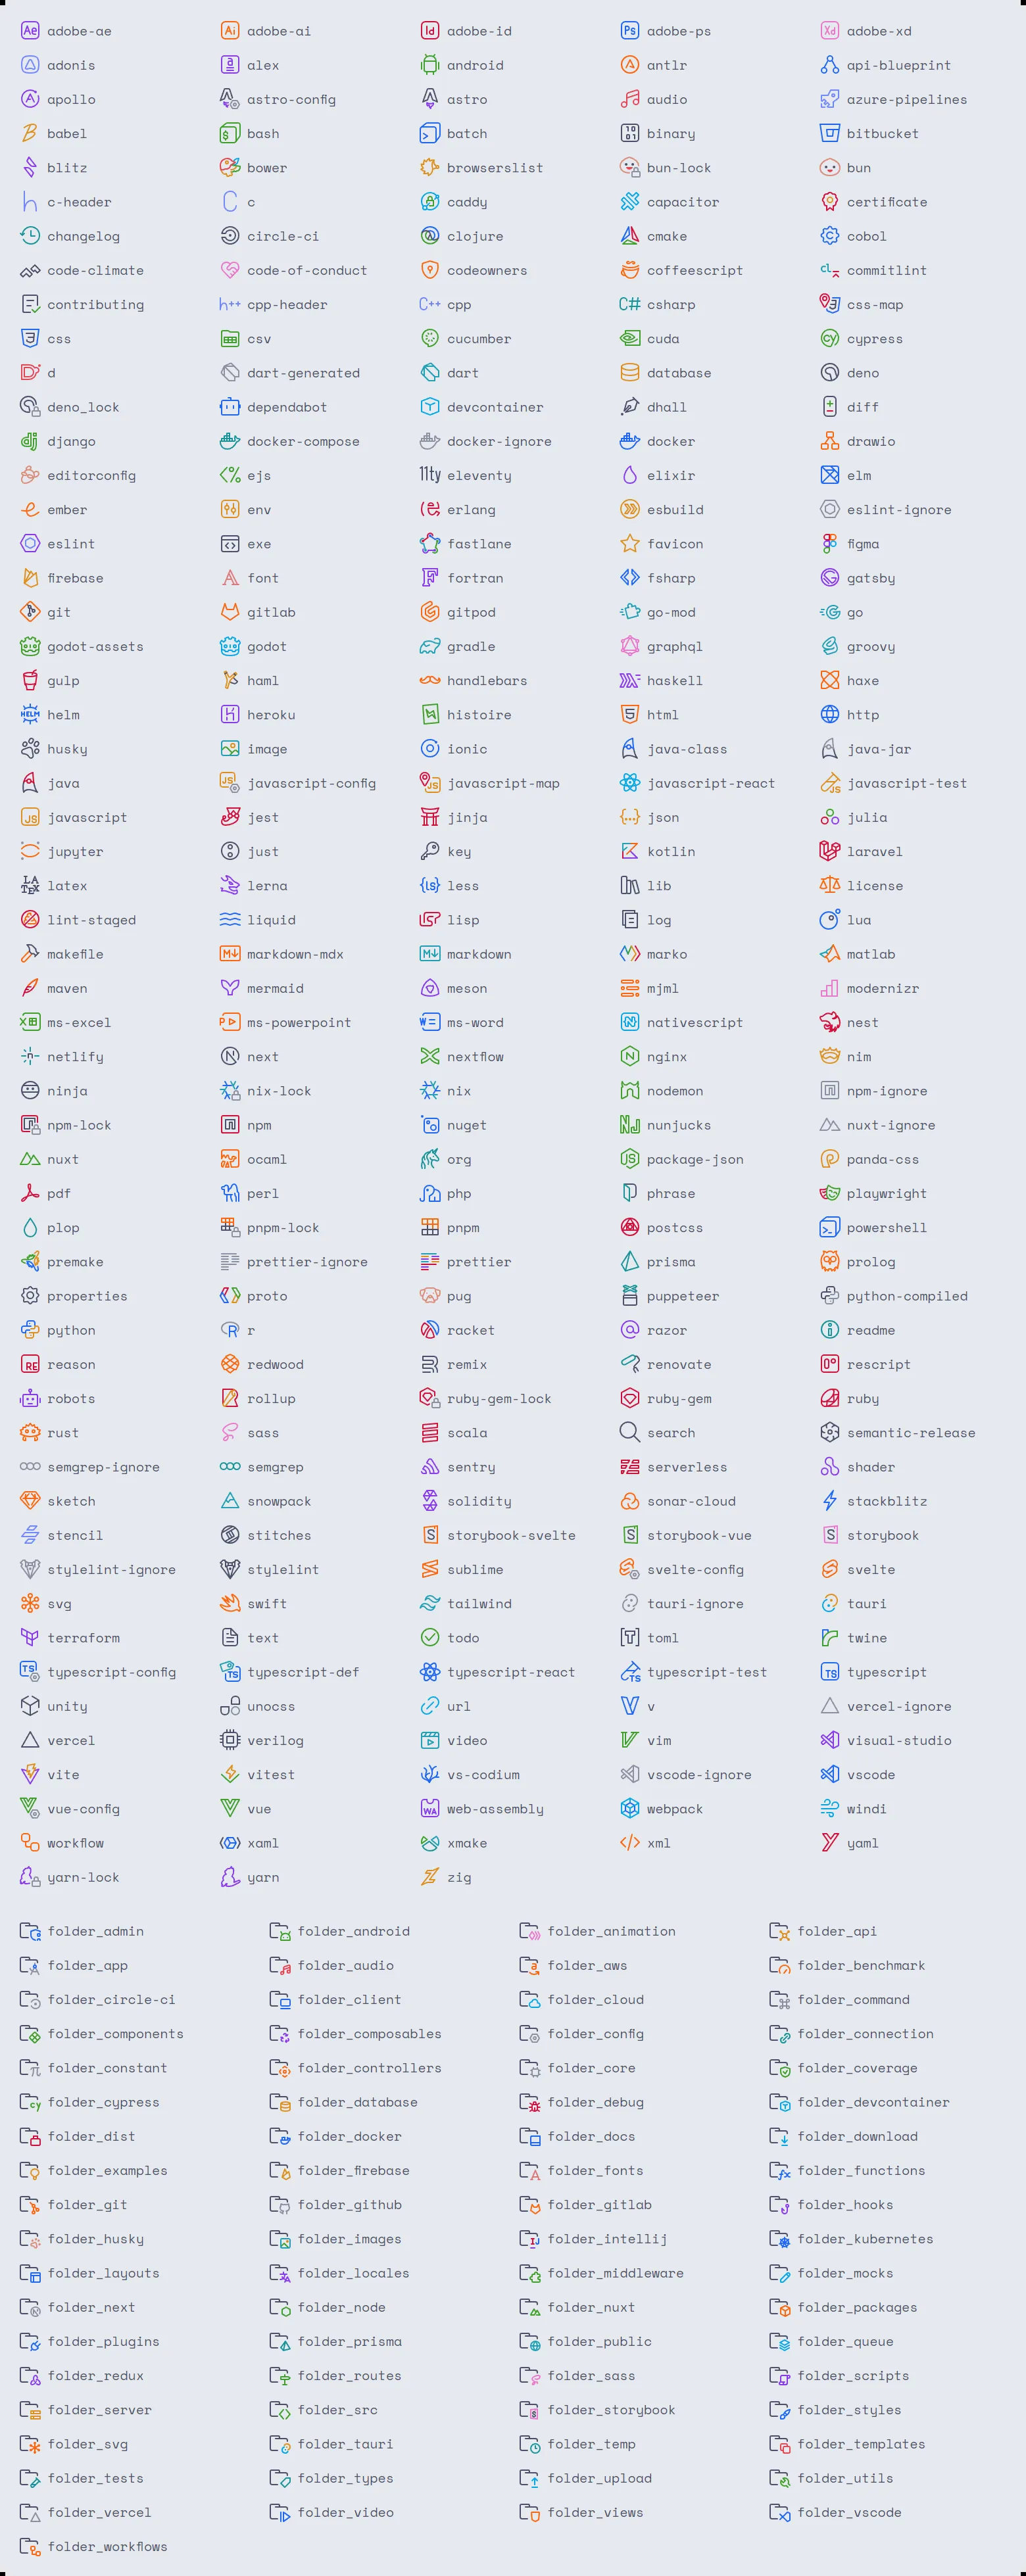 adobe-ae adobe-ai adobe-id adobe-ps adobe-xd
adonis alex android antlr api-blueprint
apollo astro-config astro audio azure-pipelines
babel bash batch binary bitbucket
blitz bower browserslist bun-lock bun
c-header c caddy capacitor certificate
changelog circle-ci clojure cmake cobol
code-climate code-of-conduct codeowners coffeescript commitlint
contributing cpp-header cpp csharp css-map
css csv cucumber cuda cypress
d dart-generated dart database deno
deno_lock dependabot devcontainer dhall diff
django docker-compose docker-ignore docker drawio
editorconfig ejs eleventy elixir elm
ember env erlang esbuild eslint-ignore
eslint exe fastlane favicon figma
firebase font fortran fsharp gatsby
git gitlab gitpod go-mod go
godot-assets godot gradle graphql groovy
gulp haml handlebars haskell haxe
helm heroku histoire html http
husky image ionic java-class java-jar
java javascript-config javascript-map javascript-react javascript-test
javascript jest jinja json julia
jupyter just key kotlin laravel
latex lerna less lib license
lint-staged liquid lisp log lua
makefile markdown-mdx markdown marko matlab
maven mermaid meson mjml modernizr
ms-excel ms-powerpoint ms-word nativescript nest
netlify next nextflow nginx nim
ninja nix-lock nix nodemon npm-ignore
npm-lock npm nuget nunjucks nuxt-ignore
nuxt ocaml org package-json panda-css
pdf perl php phrase playwright
plop pnpm-lock pnpm postcss powershell
premake prettier-ignore prettier prisma prolog
properties proto pug puppeteer python-compiled
python r racket razor readme
reason redwood remix renovate rescript
robots rollup ruby-gem-lock ruby-gem ruby
rust sass scala search semantic-release
semgrep-ignore semgrep sentry serverless shader
sketch snowpack solidity sonar-cloud stackblitz
stencil stitches storybook-svelte storybook-vue storybook
stylelint-ignore stylelint sublime svelte-config svelte
svg swift tailwind tauri-ignore tauri
terraform text todo toml twine
typescript-config typescript-def typescript-react typescript-test typescript
unity unocss url v vercel-ignore
vercel verilog video vim visual-studio
vite vitest vs-codium vscode-ignore vscode
vue-config vue web-assembly webpack windi
workflow xaml xmake xml yaml
yarn-lock yarn zig
folder_admin folder_android folder_animation folder_api
folder_app folder_audio folder_aws folder_benchmark
folder_circle-ci folder_client folder_cloud folder_command
folder_components folder_composables folder_config folder_connection
folder_constant folder_controllers folder_core folder_coverage
folder_cypress folder_database folder_debug folder_devcontainer
folder_dist folder_docker folder_docs folder_download
folder_examples folder_firebase folder_fonts folder_functions
folder_git folder_github folder_gitlab folder_hooks
folder_husky folder_images folder_intellij folder_kubernetes
folder_layouts folder_locales folder_middleware folder_mocks
folder_next folder_node folder_nuxt folder_packages
folder_plugins folder_prisma folder_public folder_queue
folder_redux folder_routes folder_sass folder_scripts
folder_server folder_src folder_storybook folder_styles
folder_svg folder_tauri folder_temp folder_templates
folder_tests folder_types folder_upload folder_utils
folder_vercel folder_video folder_views folder_vscode
folder_workflows